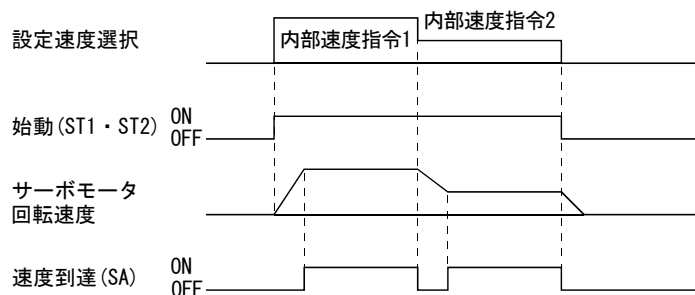 設定速度選択
内部速度指令1
内部速度指令2
始動(ST1・ST2)
ON
OFF
サーボモータ
回転速度
速度到達(SA)
ON
OFF